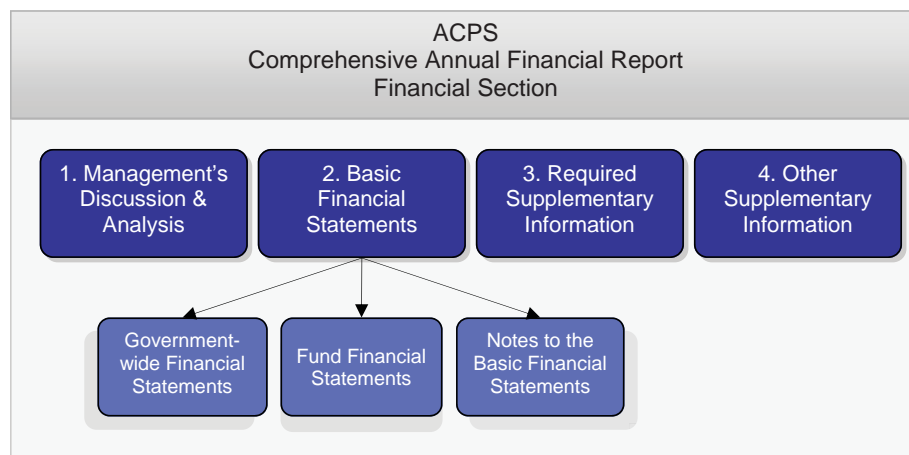 ACPS
Comprehensive Annual Financial Report
Financial Section
1. Management's
Discussion &
Analysis
2. Basic
Financial
Statements
3. Required
Supplementary
Information
4. Other
Supplementary
Information
Government-
wide Financial
Statements
Fund Financial
Statements
Notes to the
Basic Financial
Statements